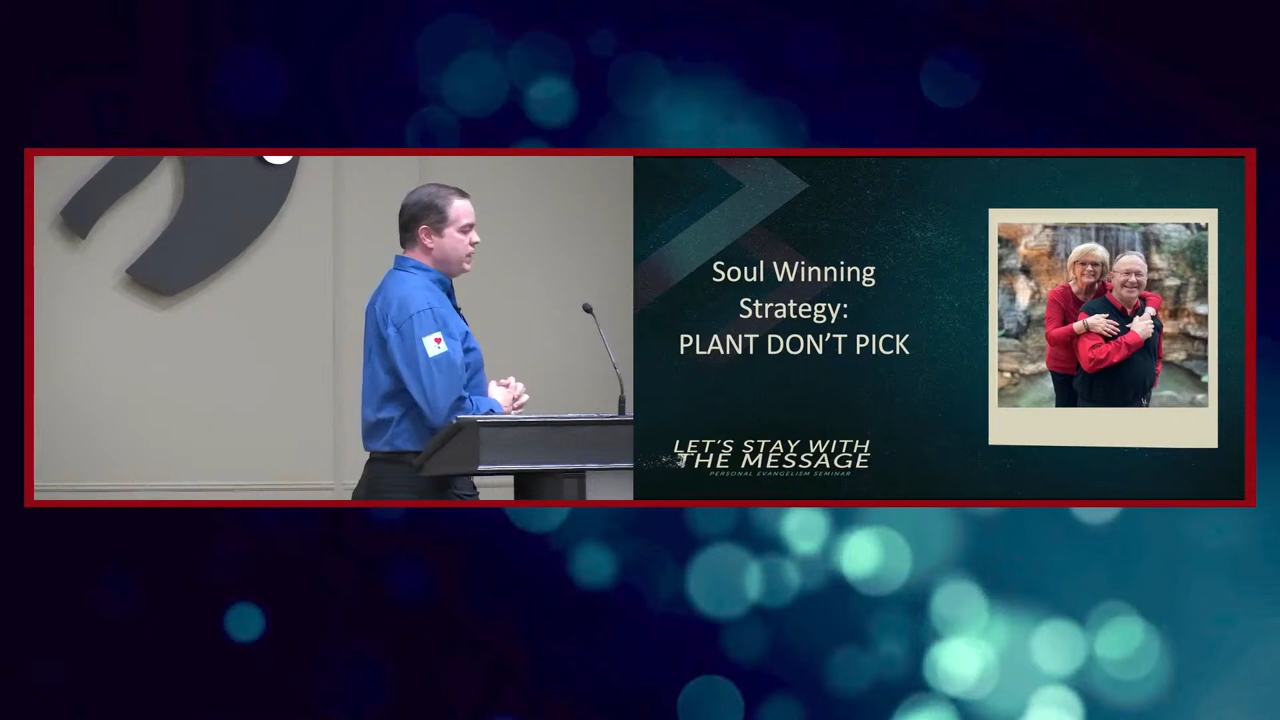 Soul Winning
Strategy:
PLANT DON'T PICK
LET'S STAY WITH
THE MESSAGE
PERSONAL EVANGELISM SEMINAR